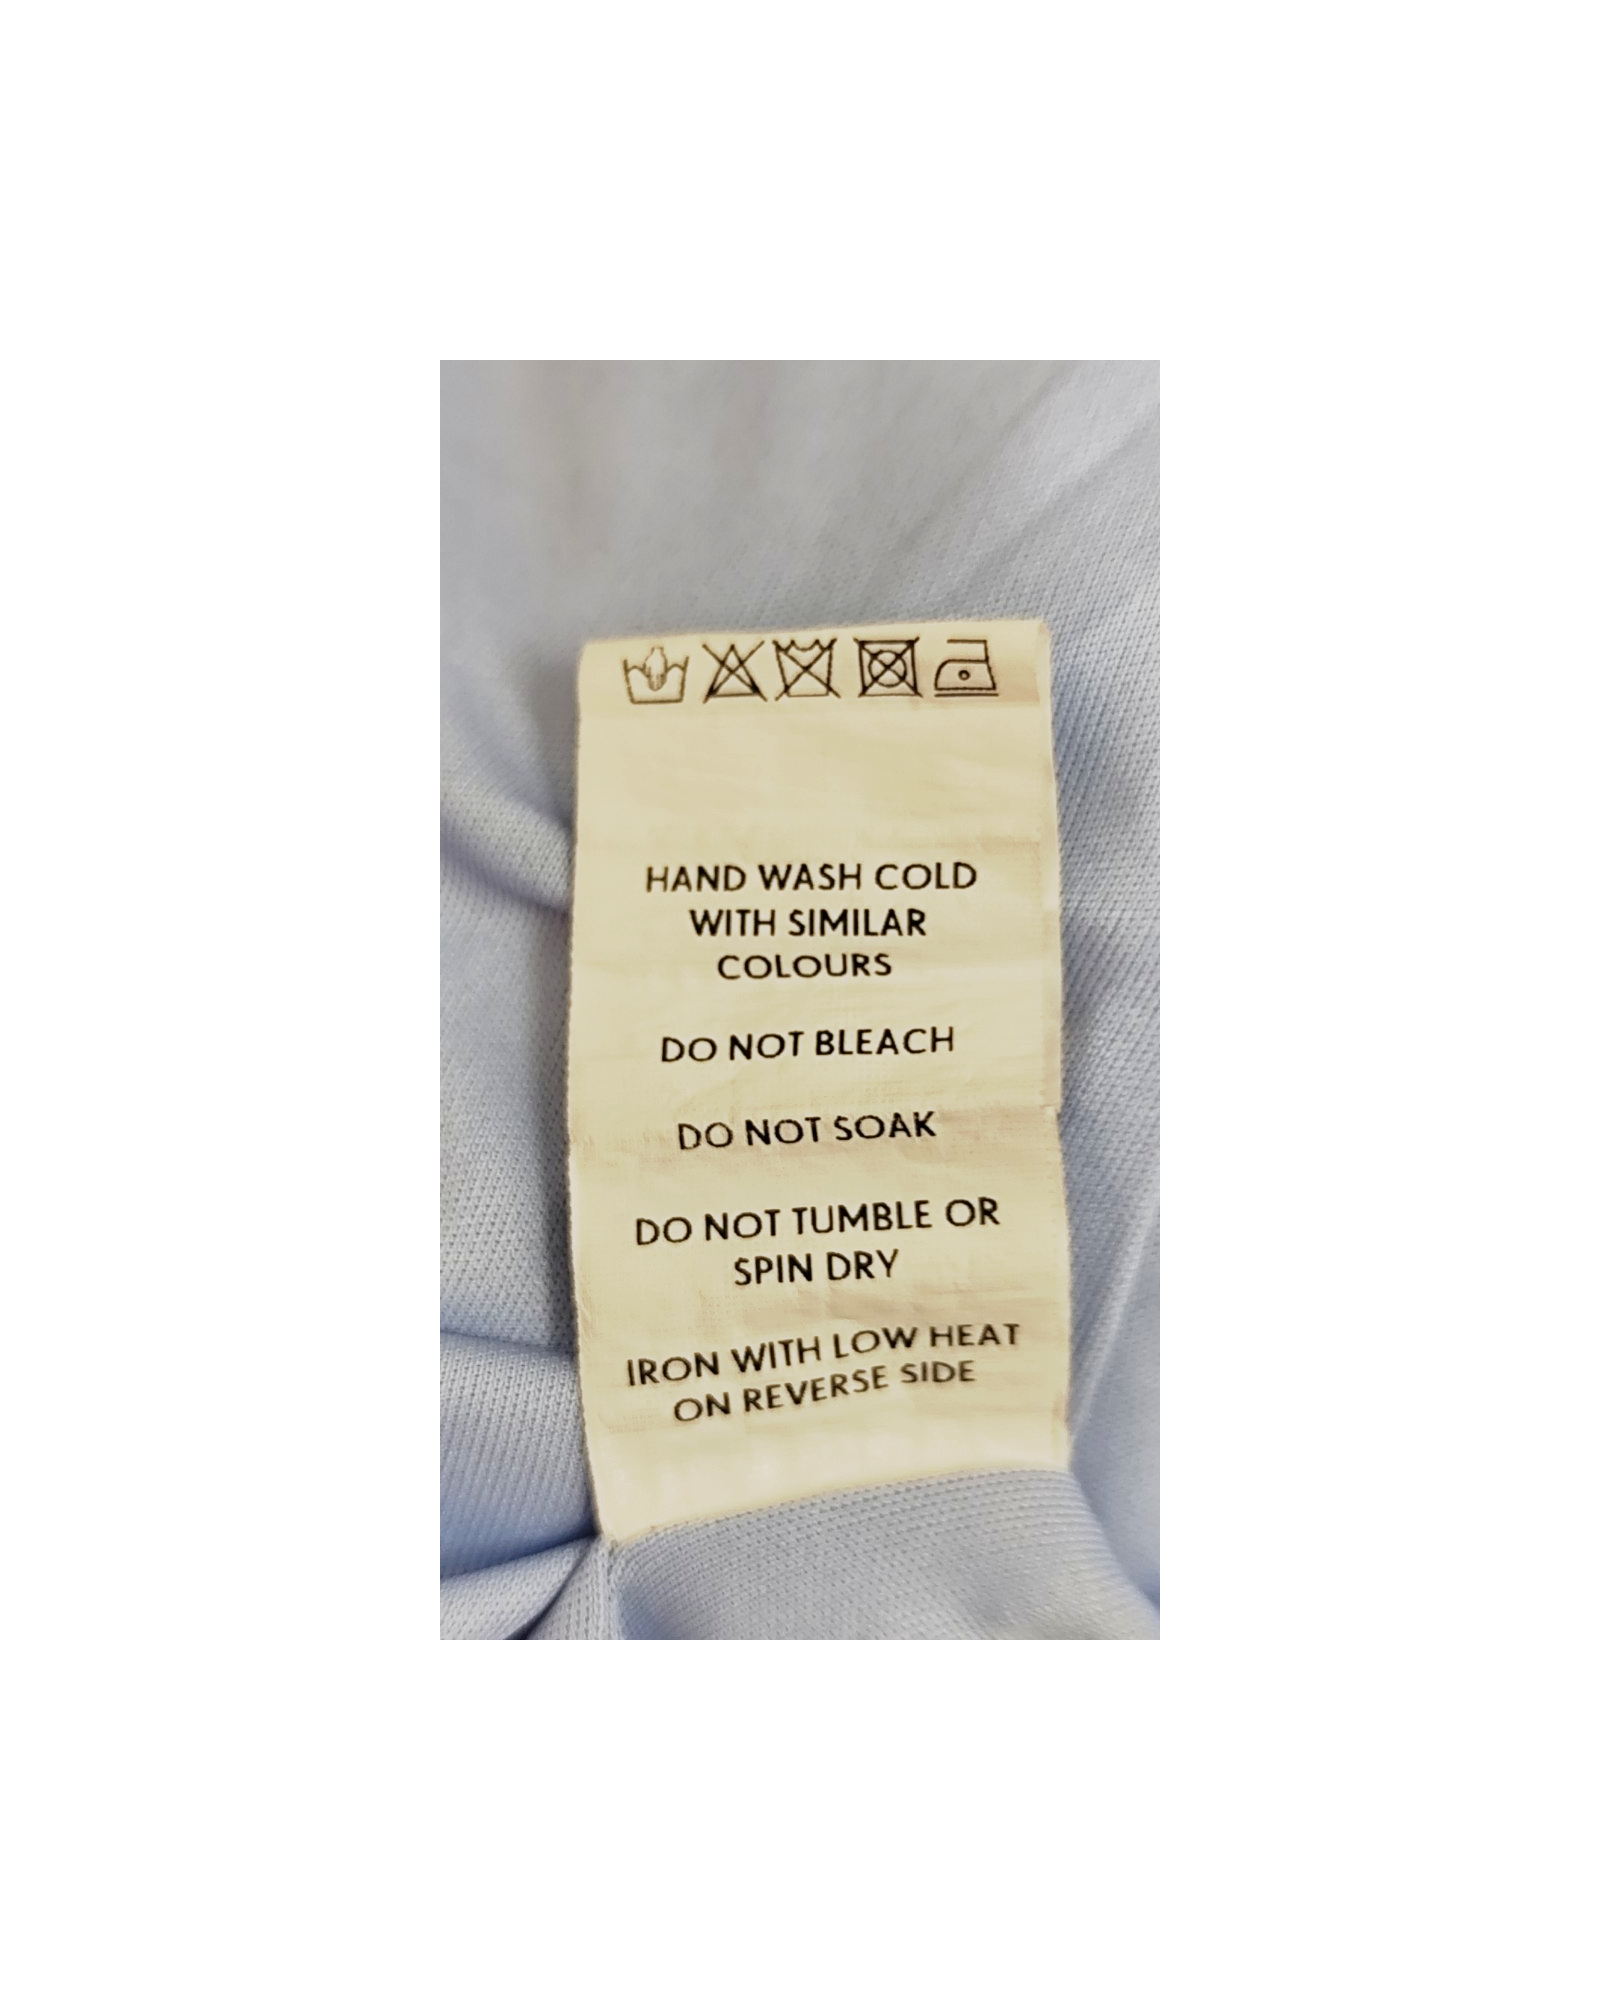 HAND WASH COLD
WITH SIMILAR
COLOURS
DO NOT BLEACH
DO NOT SOAK
DO NOT TUMBLE OR
SPIN DRY
IRON WITH LOW HEAT
ON REVERSE SIDE